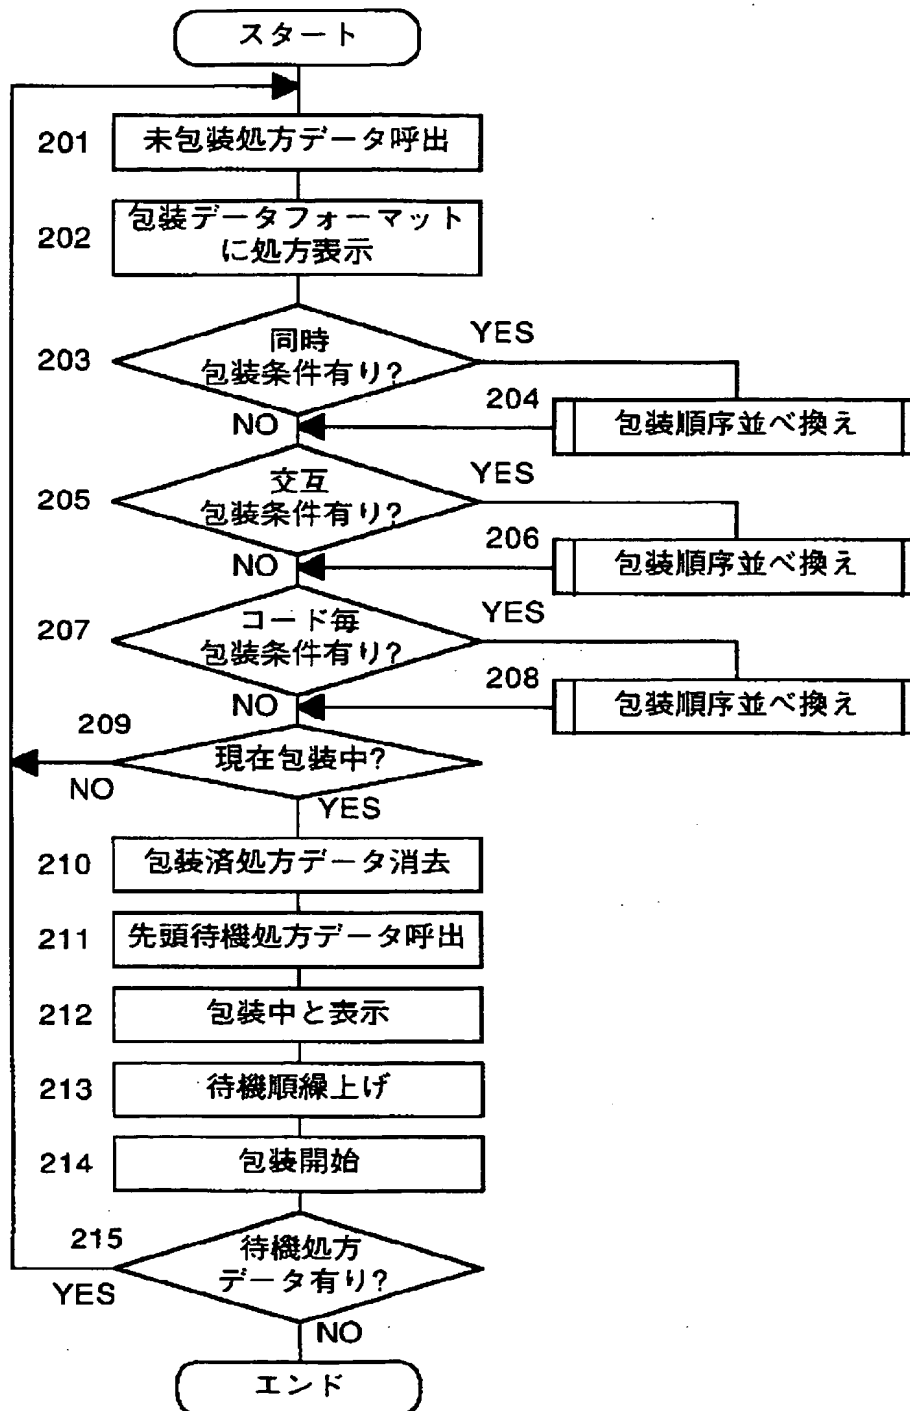 スタート
201
未包装処方データ呼出
202
包装データフォーマット
に処方表示
203
同時
包装条件有り?
YES
NO
204
包装順序並べ換え
205
交互
包装条件有り?
YES
NO
206
包装順序並べ換え
207
コード毎
包装条件有り?
YES
NO
208
包装順序並べ換え
209
現在包装中?
NO
YES
210
包装済処方データ消去
211
先頭待機処方データ呼出
212
包装中と表示
213
待機順繰上げ
214
包装開始
215
待機処方
データ有り?
YES
NO
エンド